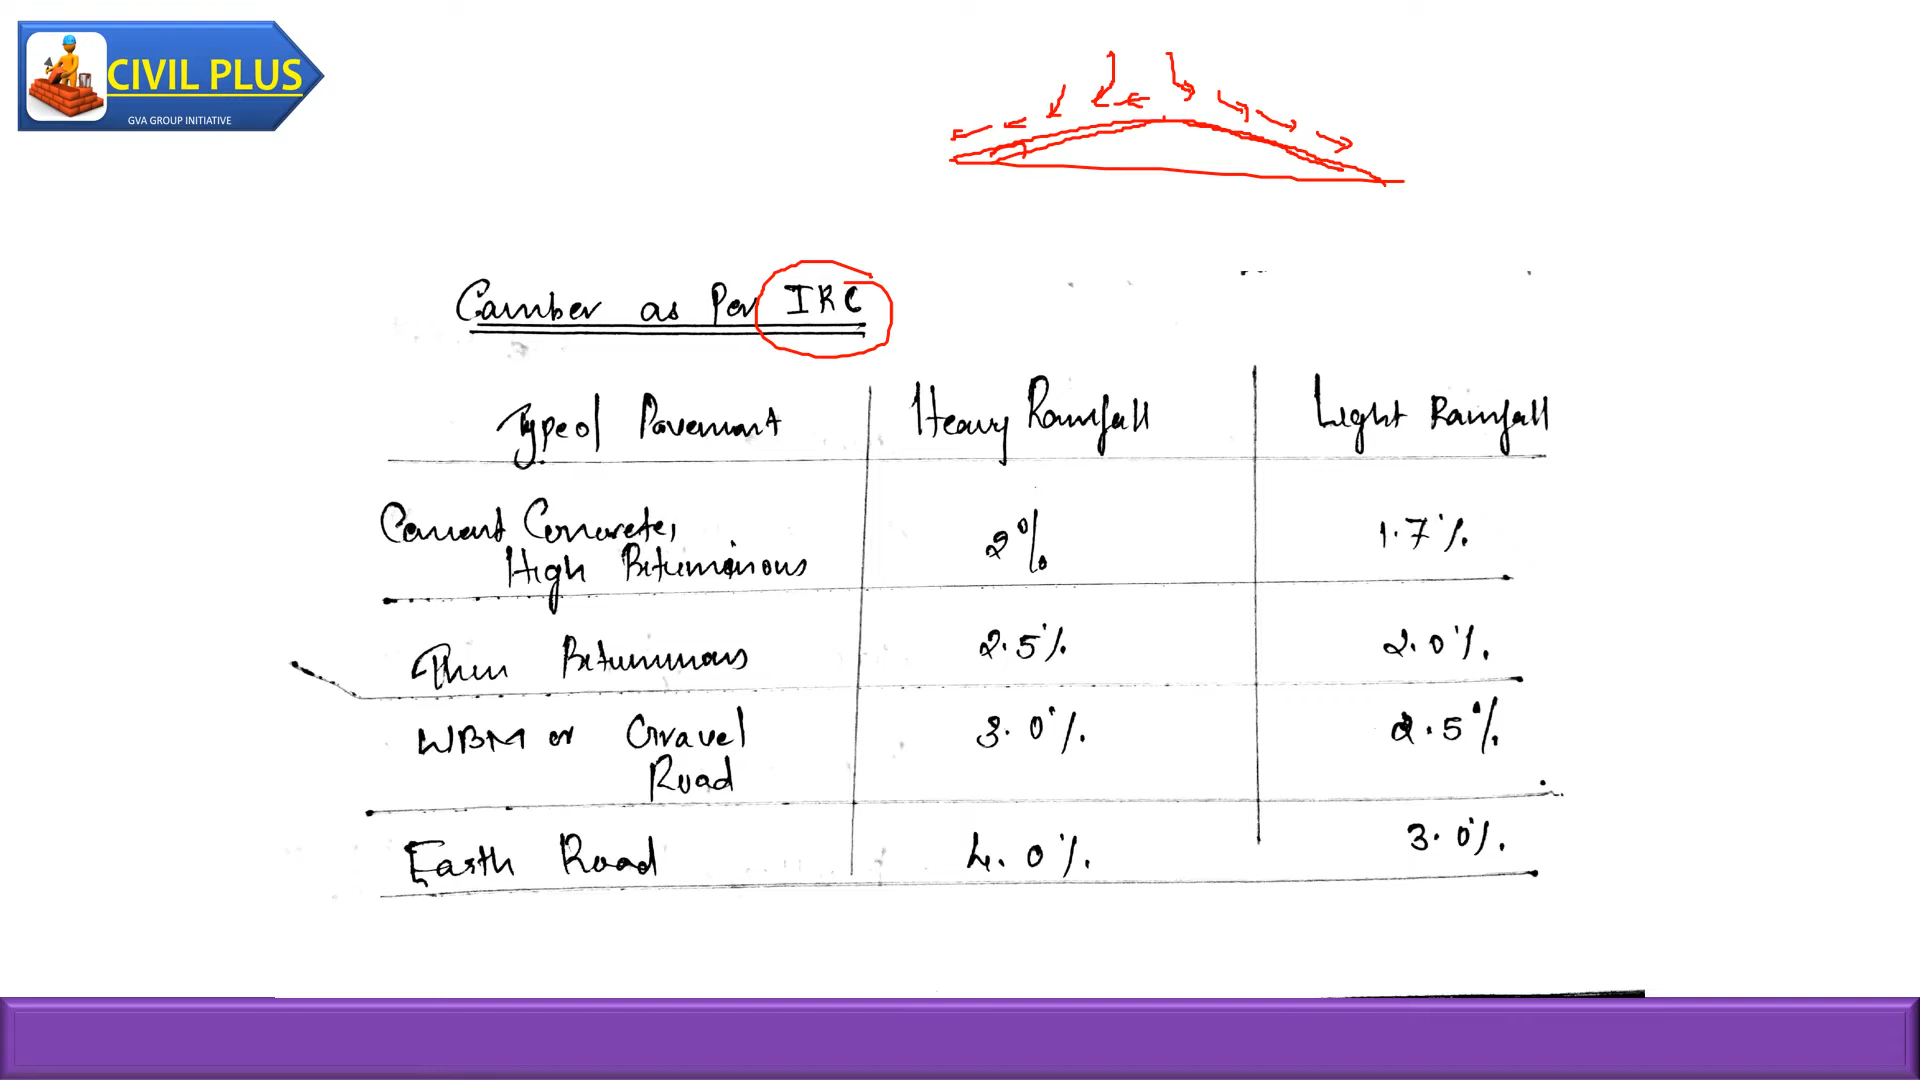 CIVIL PLUS
GVA GROUP INITIATIVE
Camber as Per IRC
Type of Pavement Heavy Rainfall Light Rainfall
Cement Concrete,
High Bituminous 2% 1.7%
Thin Bituminous 2.5% 2.0%
WBM or Gravel 3.0% 2.5%
Road
Earth Road 4.0% 3.0%